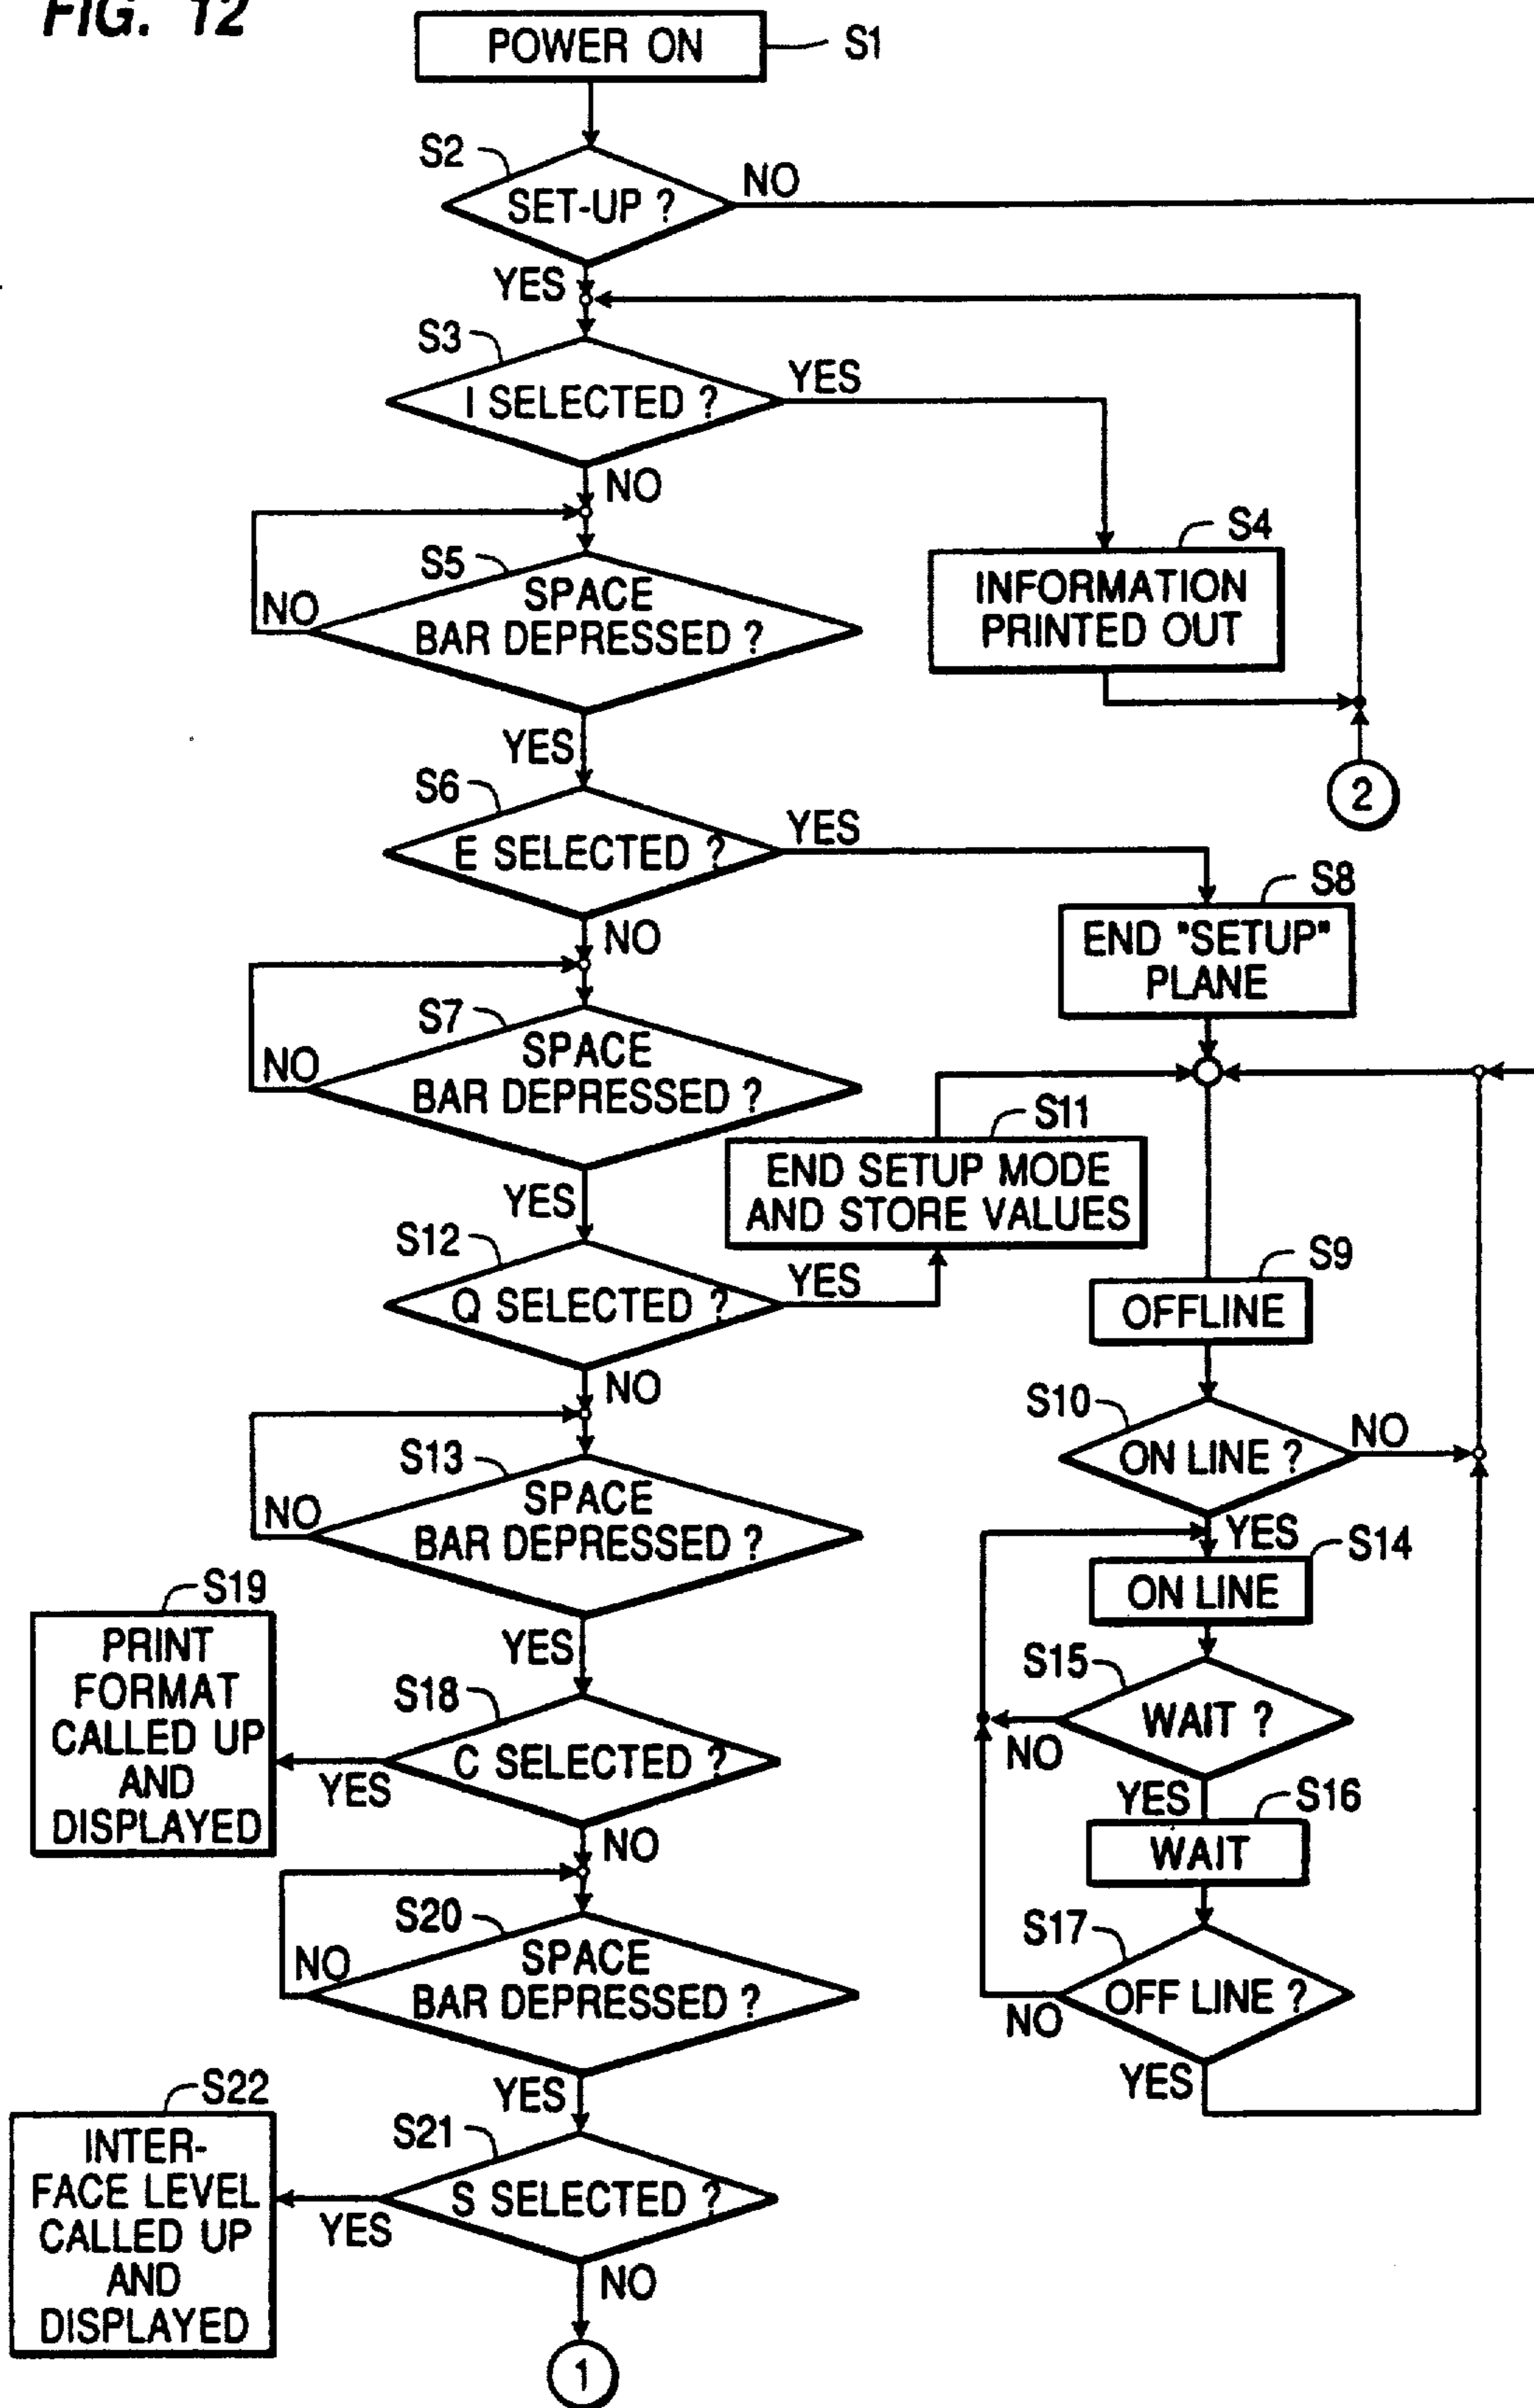 FIG. 12
POWER ON
S1
S2
SET-UP ?
NO
YES
S3
I SELECTED ?
YES
NO
S4
INFORMATION
PRINTED OUT
S5
SPACE
BAR DEPRESSED ?
NO
YES
2
S6
E SELECTED ?
YES
NO
S8
END "SETUP"
PLANE
S7
SPACE
BAR DEPRESSED ?
NO
YES
S11
END SETUP MODE
AND STORE VALUES
S12
Q SELECTED ?
YES
NO
S9
OFFLINE
S10
ON LINE ?
NO
YES
S13
SPACE
BAR DEPRESSED ?
NO
YES
S14
ON LINE
S15
WAIT ?
NO
YES
S19
PRINT
FORMAT
CALLED UP
AND
DISPLAYED
S18
C SELECTED ?
YES
NO
S16
WAIT
S17
OFF LINE ?
NO
YES
S20
SPACE
BAR DEPRESSED ?
NO
YES
S22
INTER-
FACE LEVEL
CALLED UP
AND
DISPLAYED
S21
S SELECTED ?
YES
NO
1